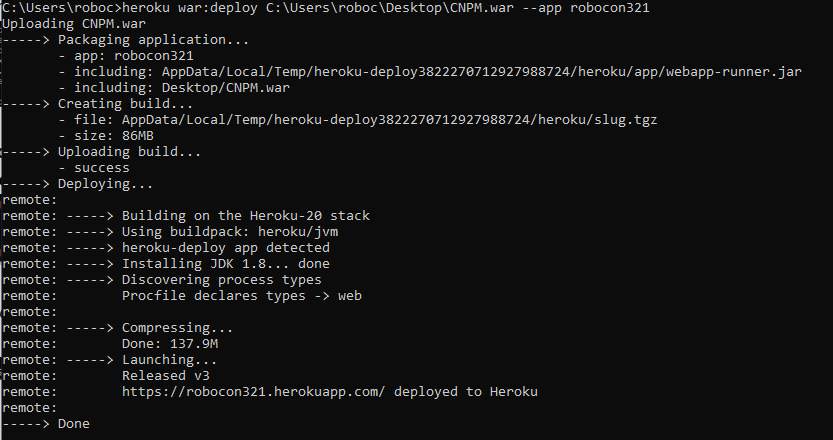 C:\Users\roboc>heroku war:deploy C:\Users\roboc\Desktop\CNPM.war --app robocon321
Uploading CNPM.war
-----> Packaging application...
       - app: robocon321
       - including: AppData/Local/Temp/heroku-deploy3822270712927988724/heroku/app/webapp-runner.jar
       - including: Desktop/CNPM.war
-----> Creating build...
       - file: AppData/Local/Temp/heroku-deploy3822270712927988724/heroku/slug.tgz
       - size: 86MB
-----> Uploading build...
       - success
-----> Deploying...
remote:
remote: -----> Building on the Heroku-20 stack
remote: -----> Using buildpack: heroku/jvm
remote: -----> heroku-deploy app detected
remote: -----> Installing JDK 1.8... done
remote: -----> Discovering process types
remote:        Procfile declares types -> web
remote:
remote: -----> Compressing...
remote:        Done: 137.9M
remote: -----> Launching...
remote:        Released v3
remote:        https://robocon321.herokuapp.com/ deployed to Heroku
remote:
-----> Done